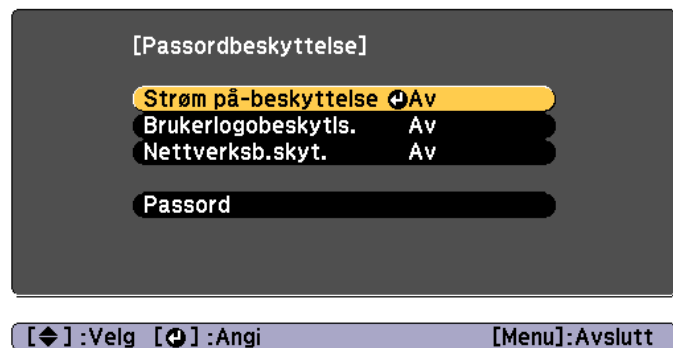 [Passordbeskyttelse]
Strøm på-beskyttelse Av
Brukerlogobeskytls. Av
Nettverksb.skyt. Av
Passord
[ ] :Velg [ ] :Angi [Menu]:Avslutt